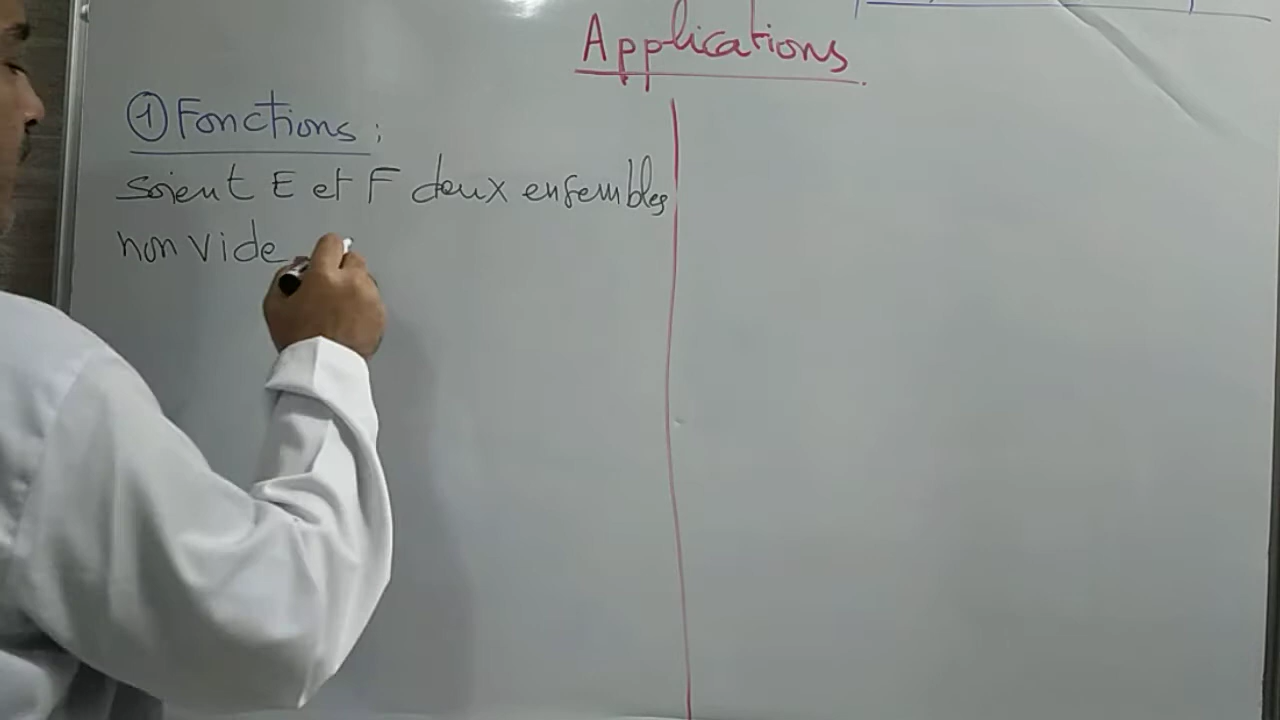 Applications
① Fonctions :
soient E et F deux ensembles
non vide